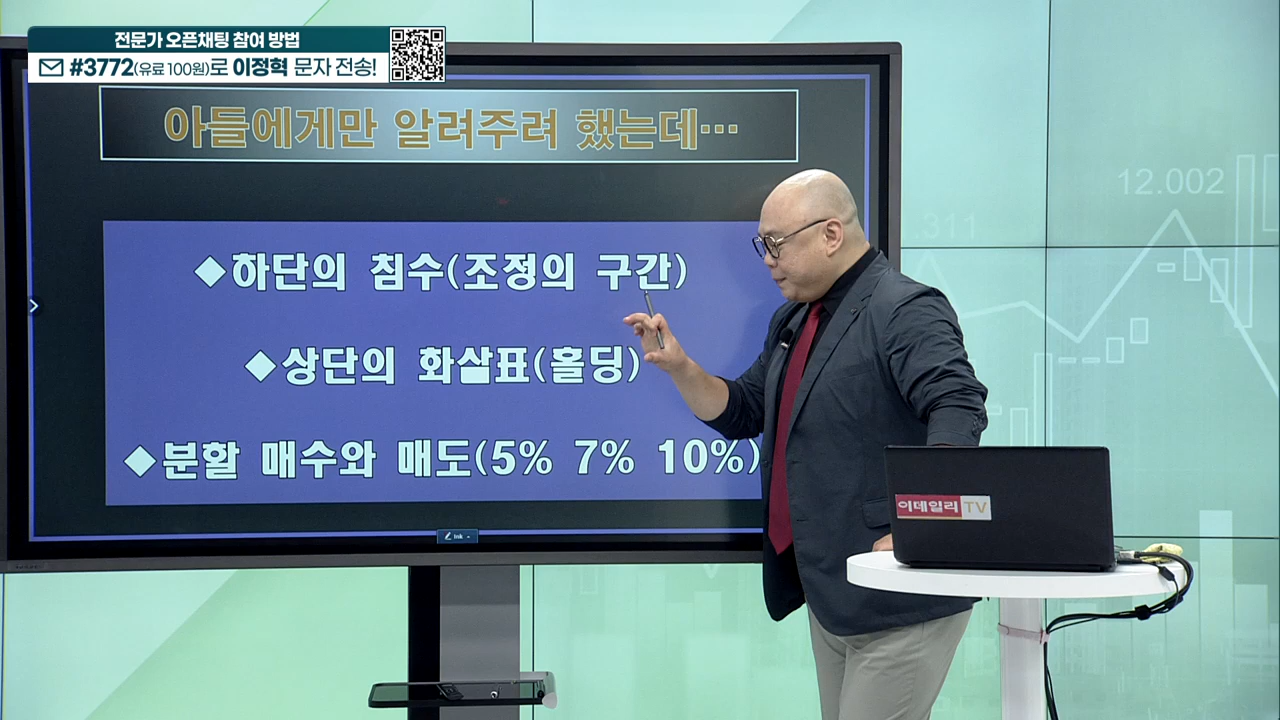 전문가 오픈채팅 참여 방법
#3772(유료 100원)로 이정혁 문자 전송!
아들에게만 알려주려 했는데…
◆하단의 침수(조정의 구간)
◆상단의 화살표(홀딩)
◆분할 매수와 매도(5% 7% 10%)
Ink
이데일리 TV
12.002
.311